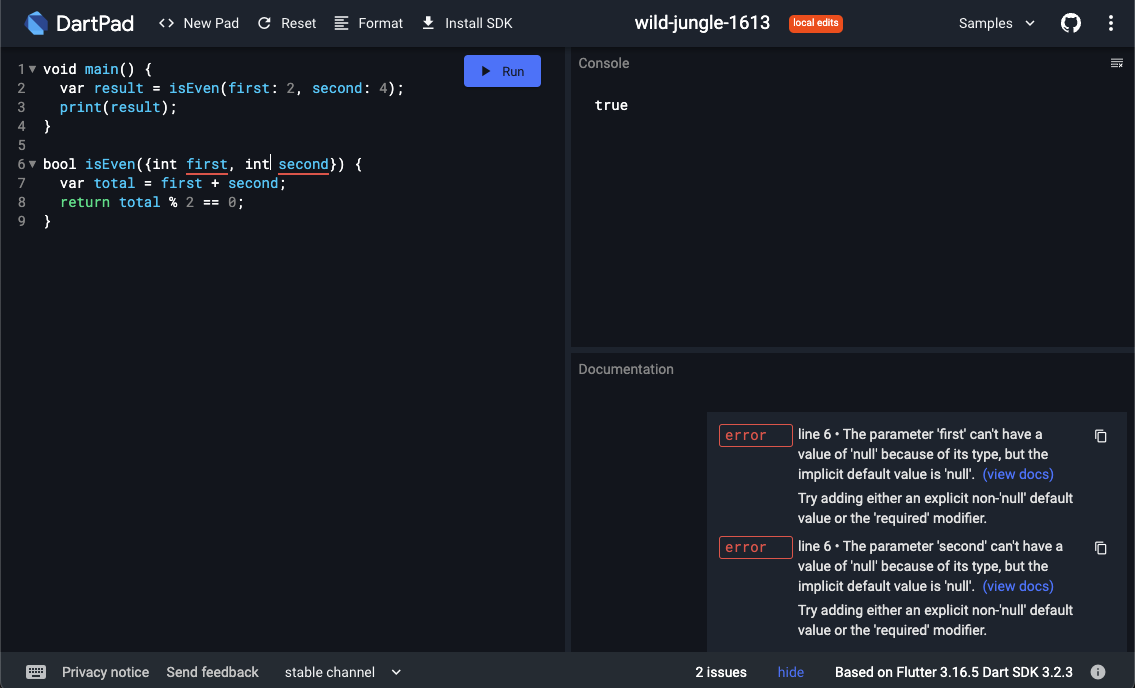 DartPad
New Pad
Reset
Format
Install SDK
wild-jungle-1613
local edits
Samples
1 void main() {
2   var result = isEven(first: 2, second: 4);
3   print(result);
4 }
5
6 bool isEven({int first, int second}) {
7   var total = first + second;
8   return total % 2 == 0;
9 }
Run
Console
true
Documentation
error
line 6 • The parameter 'first' can't have a
value of 'null' because of its type, but the
implicit default value is 'null'. (view docs)
Try adding either an explicit non-'null' default
value or the 'required' modifier.
error
line 6 • The parameter 'second' can't have a
value of 'null' because of its type, but the
implicit default value is 'null'. (view docs)
Try adding either an explicit non-'null' default
value or the 'required' modifier.
Privacy notice
Send feedback
stable channel
2 issues
hide
Based on Flutter 3.16.5 Dart SDK 3.2.3